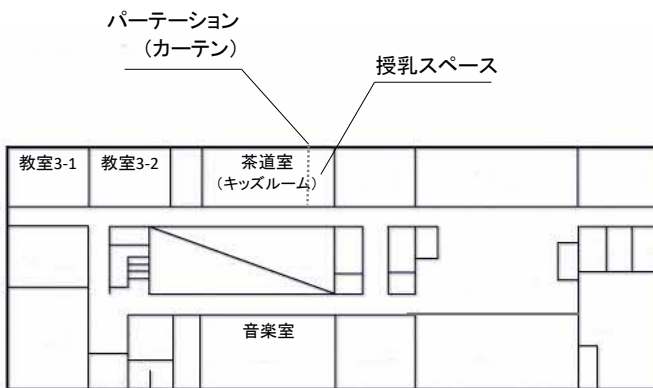 パーテーション
(カーテン)
授乳スペース
教室3-1
教室3-2
茶道室
(キッズルーム)
音楽室